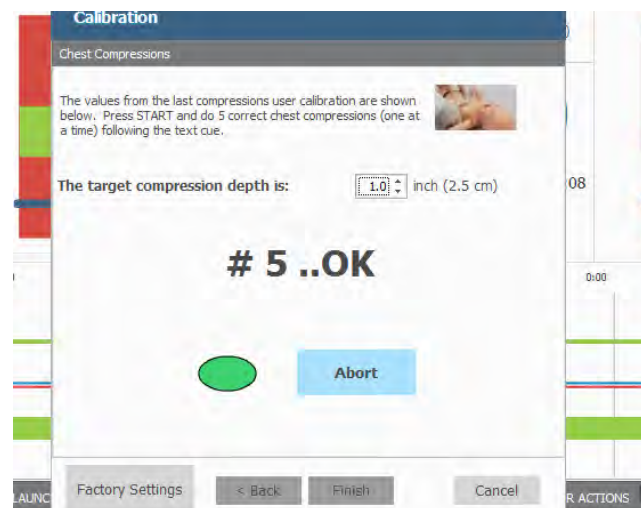 Calibration
Chest Compressions
The values from the last compressions user calibration are shown
below. Press START and do 5 correct chest compressions (one at
a time) following the text cue.
The target compression depth is: 1.0 inch (2.5 cm)
08
# 5 ..OK
0:00
Abort
Factory Settings < Back Finish Cancel
LAUNC R ACTIONS